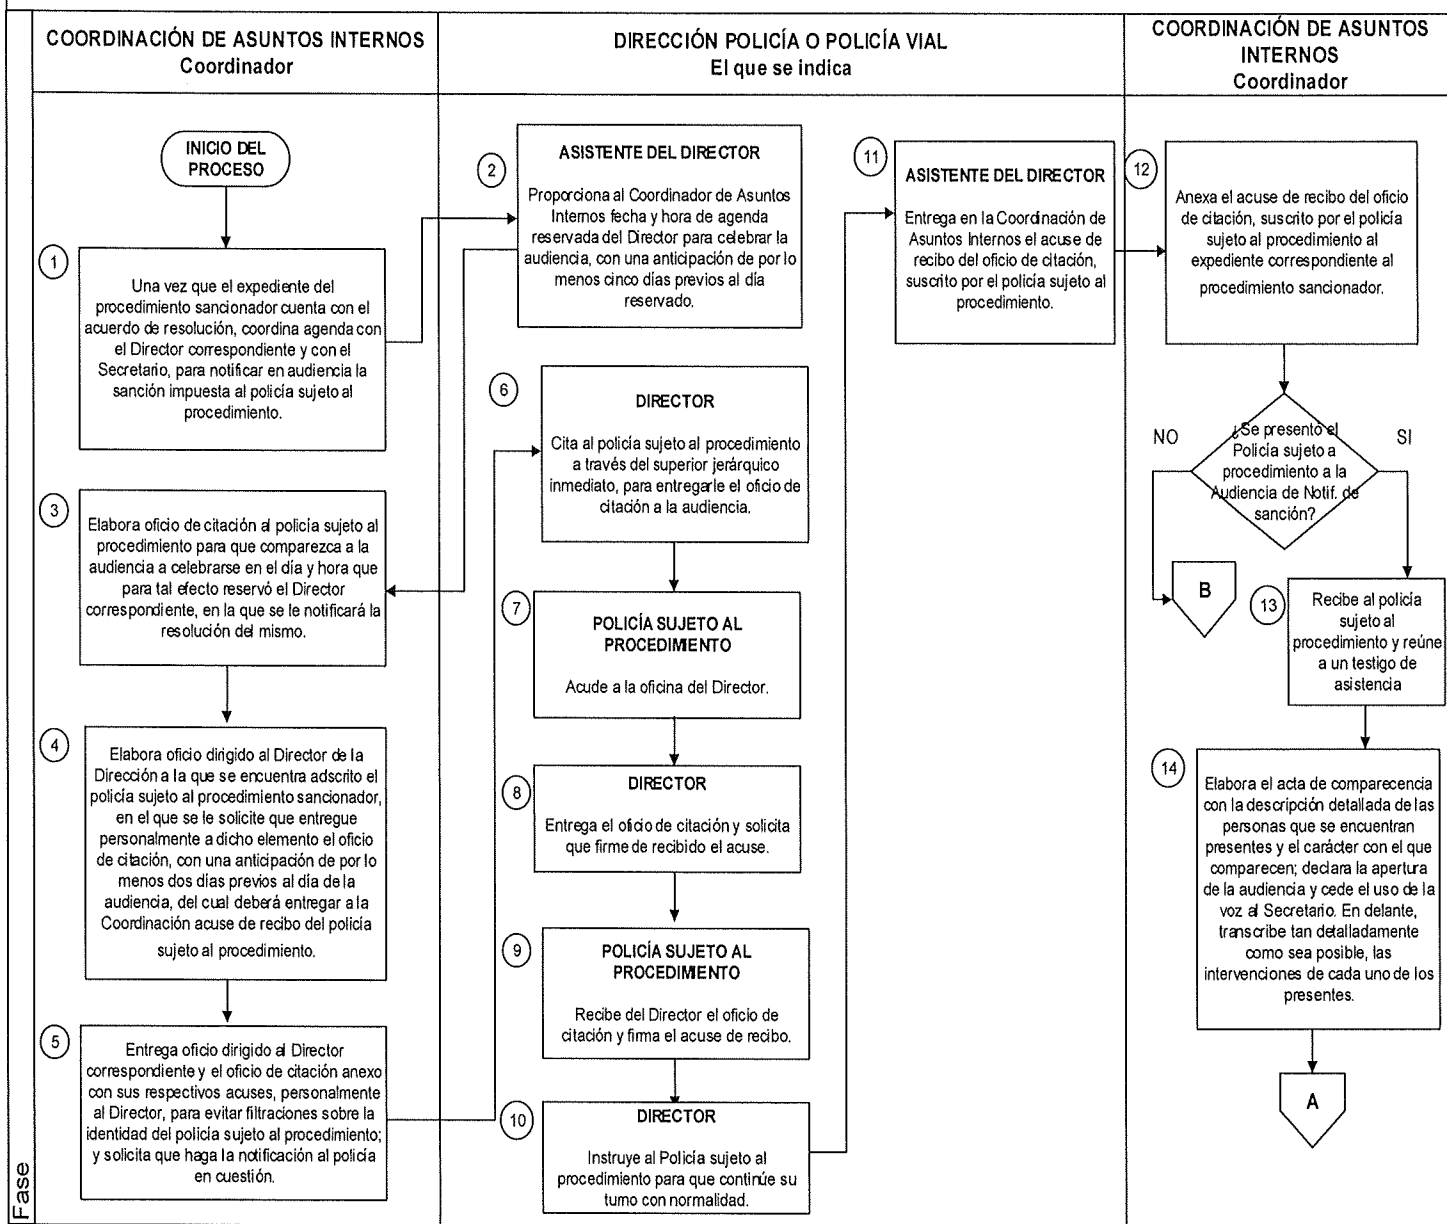 COORDINACIÓN DE ASUNTOS INTERNOS
Coordinador
DIRECCIÓN POLICÍA O POLICÍA VIAL
El que se indica
COORDINACIÓN DE ASUNTOS
INTERNOS
Coordinador
INICIO DEL
PROCESO
1
Una vez que el expediente del
procedimiento sancionador cuenta con el
acuerdo de resolución, coordina agenda con
el Director correspondiente y con el
Secretario, para notificar en audiencia la
sanción impuesta al policía sujeto al
procedimiento.
2
ASISTENTE DEL DIRECTOR
Proporciona al Coordinador de Asuntos
Internos fecha y hora de agenda
reservada del Director para celebrar la
audiencia, con una anticipación de por lo
menos cinco días previos al día
reservado.
3
Elabora oficio de citación al policía sujeto al
procedimiento para que comparezca a la
audiencia a celebrarse en el día y hora que
para tal efecto reservó el Director
correspondiente, en la que se le notificará la
resolución del mismo.
4
Elabora oficio dirigido al Director de la
Dirección a la que se encuentra adscrito el
policía sujeto al procedimiento sancionador,
en el que se le solicite que entregue
personalmente a dicho elemento el oficio
de citación, con una anticipación de por lo
menos dos días previos al día de la
audiencia, del cual deberá entregar a la
Coordinación acuse de recibo del policía
sujeto al procedimiento.
5
Entrega oficio dirigido al Director
correspondiente y el oficio de citación anexo
con sus respectivos acuses, personalmente
al Director, para evitar filtraciones sobre la
identidad del policía sujeto al procedimiento;
y solicita que haga la notificación al policía
en cuestión.
6
DIRECTOR
Cita al policía sujeto al procedimiento
a través del superior jerárquico
inmediato, para entregarle el oficio de
citación a la audiencia.
7
POLICÍA SUJETO AL
PROCEDIMIENTO
Acude a la oficina del Director.
8
DIRECTOR
Entrega el oficio de citación y solicita
que firme de recibido el acuse.
9
POLICÍA SUJETO AL
PROCEDIMIENTO
Recibe del Director el oficio de
citación y firma el acuse de recibo.
10
DIRECTOR
Instruye al Policía sujeto al
procedimiento para que continúe su
turno con normalidad.
11
ASISTENTE DEL DIRECTOR
Entrega en la Coordinación de
Asuntos Internos el acuse de
recibo del oficio de citación,
suscrito por el policía sujeto al
procedimiento.
12
Anexa el acuse de recibo del oficio
de citación, suscrito por el policía
sujeto al procedimiento al
expediente correspondiente al
procedimiento sancionador.
NO
SI
¿Se presentó el
Policía sujeto a
procedimiento a la
Audiencia de Notif. de
sanción?
B
13
Recibe al policía
sujeto al
procedimiento y reúne
a un testigo de
asistencia
14
Elabora el acta de comparecencia
con la descripción detallada de las
personas que se encuentran
presentes y el carácter con el que
comparecen; declara la apertura
de la audiencia y cede el uso de la
voz al Secretario. En delante,
transcribe tan detalladamente
como sea posible, las
intervenciones de cada uno de los
presentes.
A
Fase